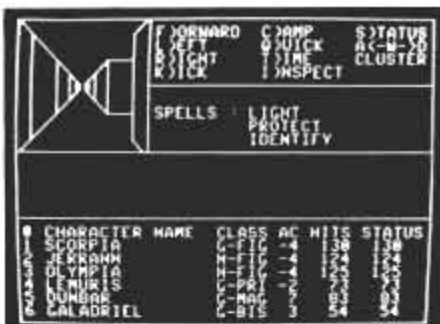 F)ORWARD C)AMP S)TATUS
L)EFT Q)UICK A<-W->D
R)IGHT T)IME CLUSTER
K)ICK I)NSPECT
SPELLS : LIGHT
PROTECT
IDENTIFY
# CHARACTER NAME CLASS AC HITS STATUS
1 SCORPIA G-FIG -4 130 130
2 JERRANN N-FIG -4 124 124
3 OLYMPIA N-FIG -4 125 125
4 LEMURIS G-PRI -2 73 73
5 DUNBAR G-MAG 83 83
6 GALADRIEL G-BIS 3 54 54